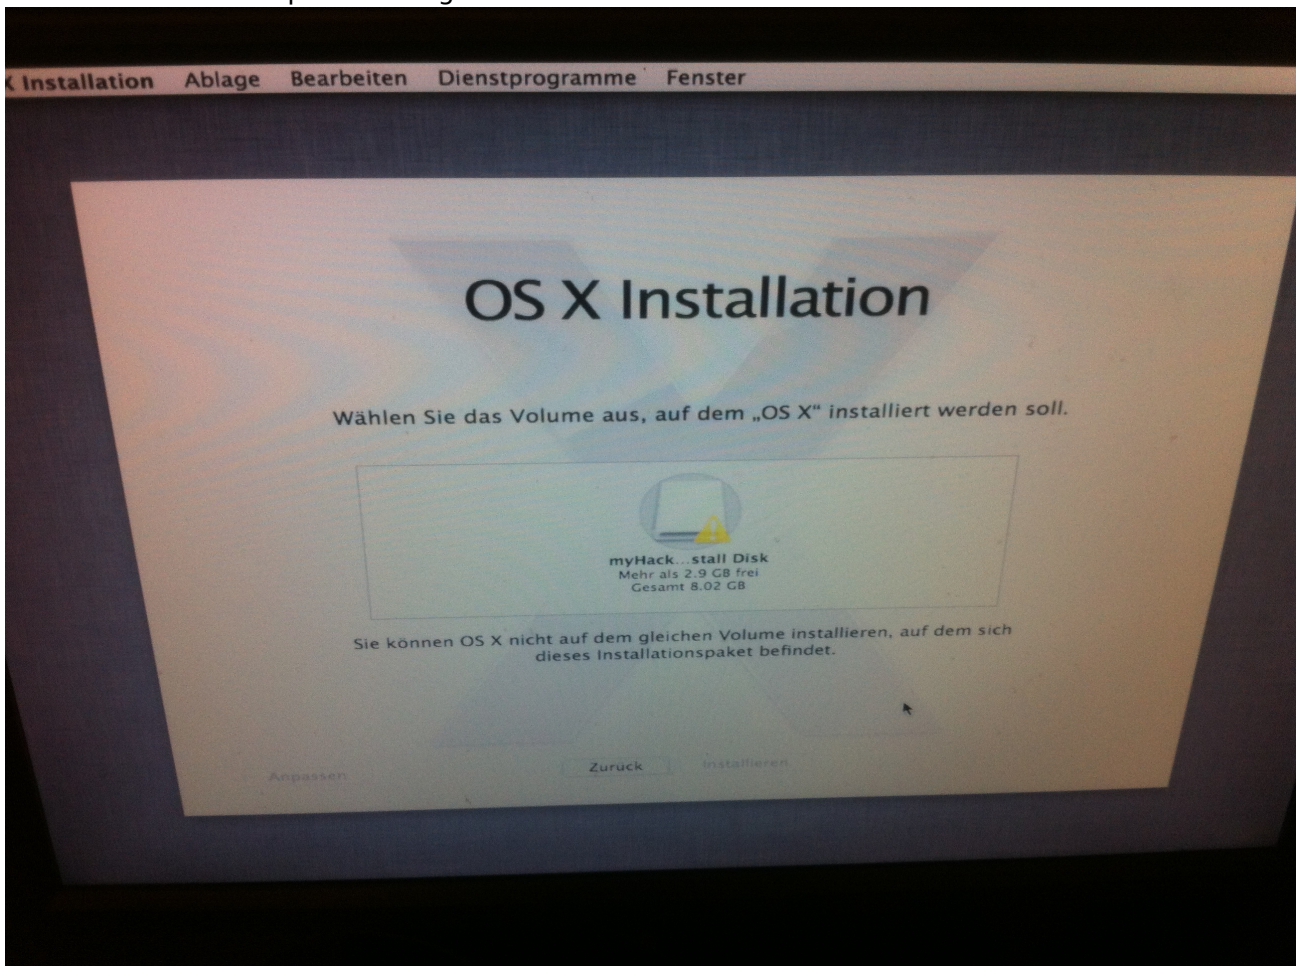 X Installation Ablage Bearbeiten Dienstprogramme Fenster
OS X Installation
Wählen Sie das Volume aus, auf dem „OS X“ installiert werden soll.
myHack...stall Disk
Mehr als 2.9 GB frei
Gesamt 8.02 GB
Sie können OS X nicht auf dem gleichen Volume installieren, auf dem sich
dieses Installationspaket befindet.
Anpassen Zurück Installieren